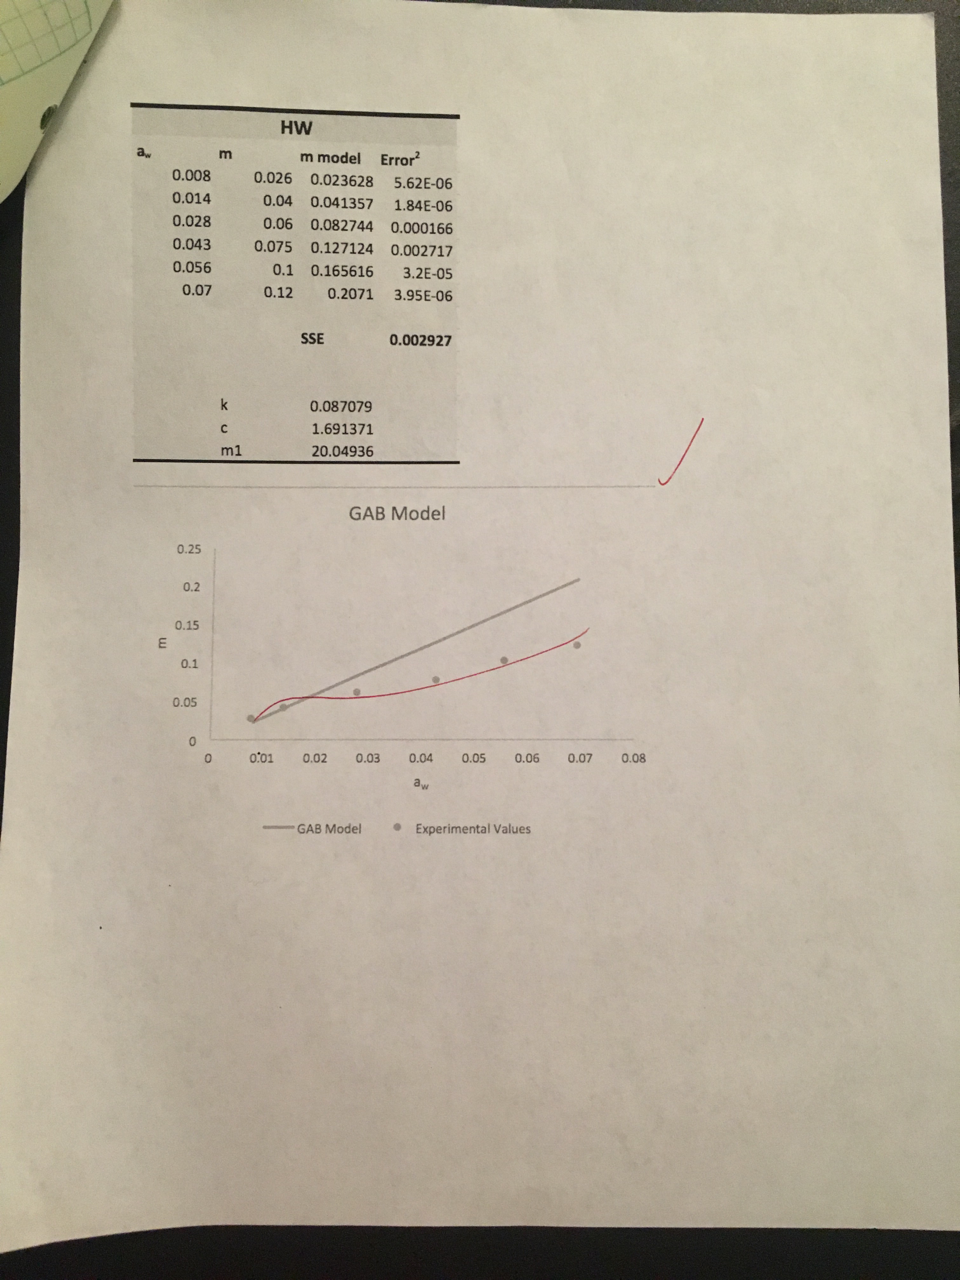 HW
a_w m m model Error²
0.008 0.026 0.023628 5.62E-06
0.014 0.04 0.041357 1.84E-06
0.028 0.06 0.082744 0.000166
0.043 0.075 0.127124 0.002717
0.056 0.1 0.165616 3.2E-05
0.07 0.12 0.2071 3.95E-06
SSE 0.002927
k 0.087079
c 1.691371
m1 20.04936
GAB Model
0.25
0.2
0.15
m
0.1
0.05
0
0 0.01 0.02 0.03 0.04 0.05 0.06 0.07 0.08
a_w
GAB Model Experimental Values